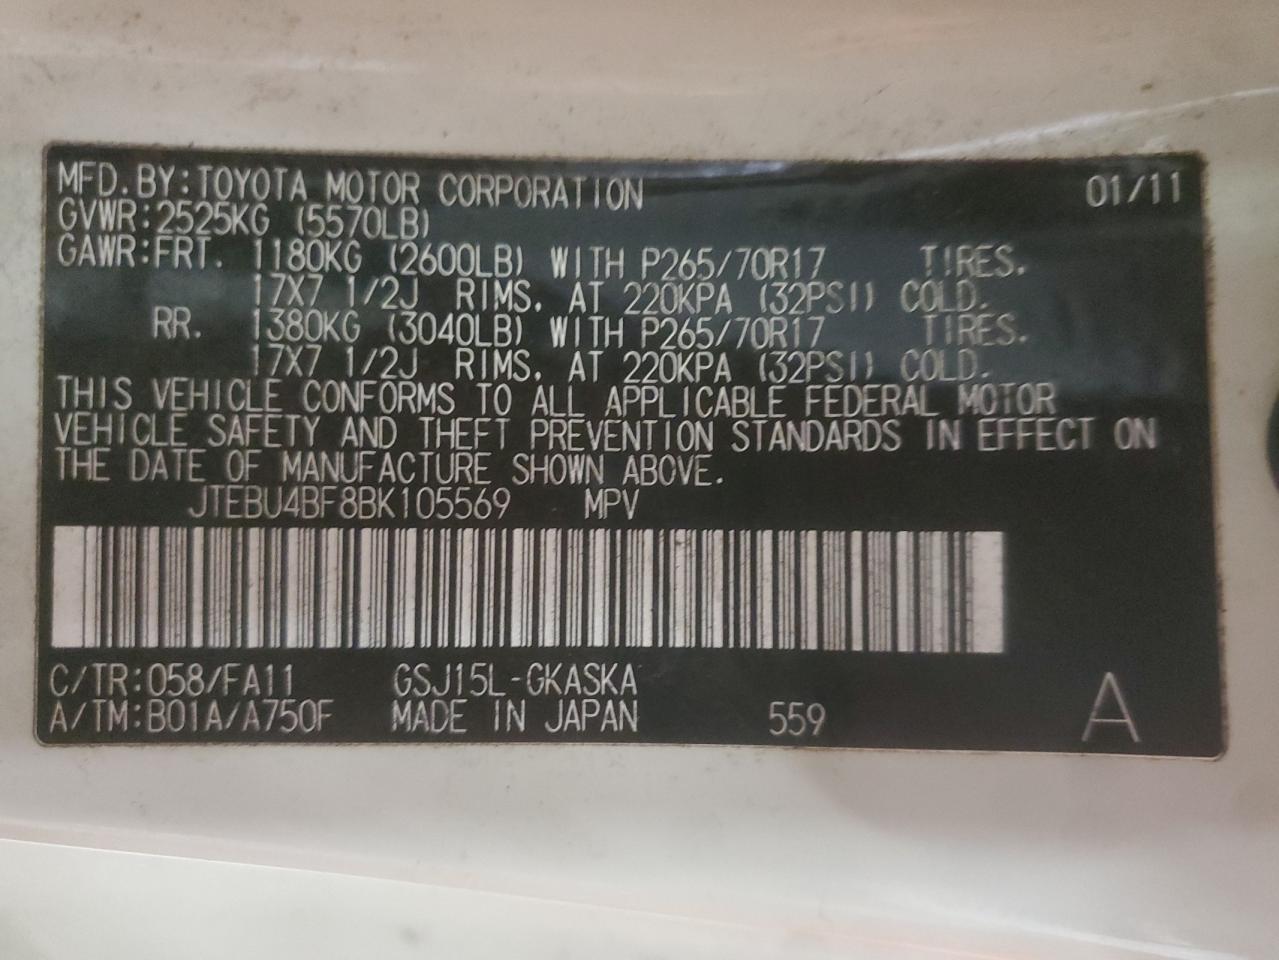 MFD.BY:TOYOTA MOTOR CORPORATION 01/11
GVWR:2525KG (5570LB)
GAWR:FRT. 1180KG (2600LB) WITH P265/70R17 TIRES.
17X7 1/2J RIMS, AT 220KPA (32PSI) COLD.
RR. 1380KG (3040LB) WITH P265/70R17 TIRES.
17X7 1/2J RIMS, AT 220KPA (32PSI) COLD.
THIS VEHICLE CONFORMS TO ALL APPLICABLE FEDERAL MOTOR
VEHICLE SAFETY AND THEFT PREVENTION STANDARDS IN EFFECT ON
THE DATE OF MANUFACTURE SHOWN ABOVE.
JTEBU4BF8BK105569 MPV
C/TR:058/FA11 GSJ15L-GKASKA
A/TM:B01A/A750F MADE IN JAPAN 559 A